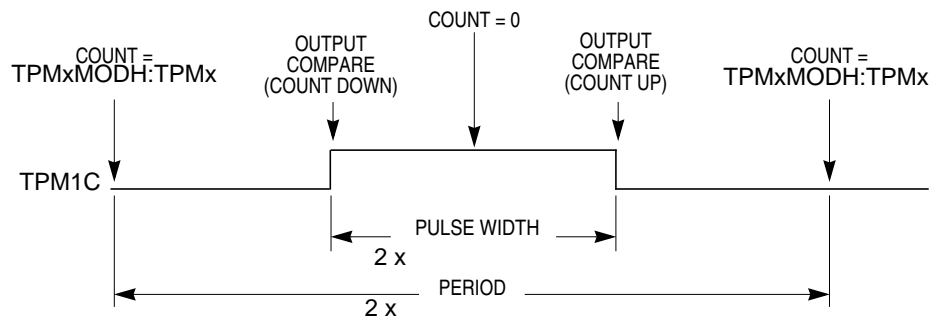 COUNT = 0
COUNT =
TPMxMODH:TPMx
OUTPUT
COMPARE
(COUNT DOWN)
OUTPUT
COMPARE
(COUNT UP)
COUNT =
TPMxMODH:TPMx
TPM1C
PULSE WIDTH
2 x
PERIOD
2 x